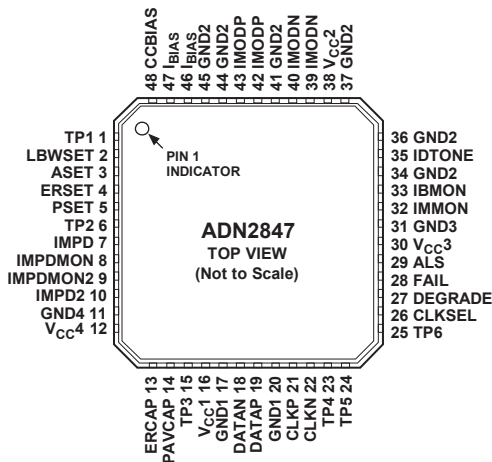 48 CCBIAS
47 IBIAS
46 IBIAS
45 GND2
44 GND2
43 IMODP
42 IMODP
41 GND2
40 IMODN
39 IMODN
38 VCC2
37 GND2
TP1 1
LBWSET 2
ASET 3
ERSET 4
PSET 5
TP2 6
IMPD 7
IMPDMON 8
IMPDMON2 9
IMPD2 10
GND4 11
VCC4 12
PIN 1
INDICATOR
ADN2847
TOP VIEW
(Not to Scale)
36 GND2
35 IDTONE
34 GND2
33 IBMON
32 IMMON
31 GND3
30 VCC3
29 ALS
28 FAIL
27 DEGRADE
26 CLKSEL
25 TP6
ERCAP 13
PAVCAP 14
TP3 15
VCC1 16
GND1 17
DATAN 18
DATAP 19
GND1 20
CLKP 21
CLKN 22
TP4 23
TP5 24